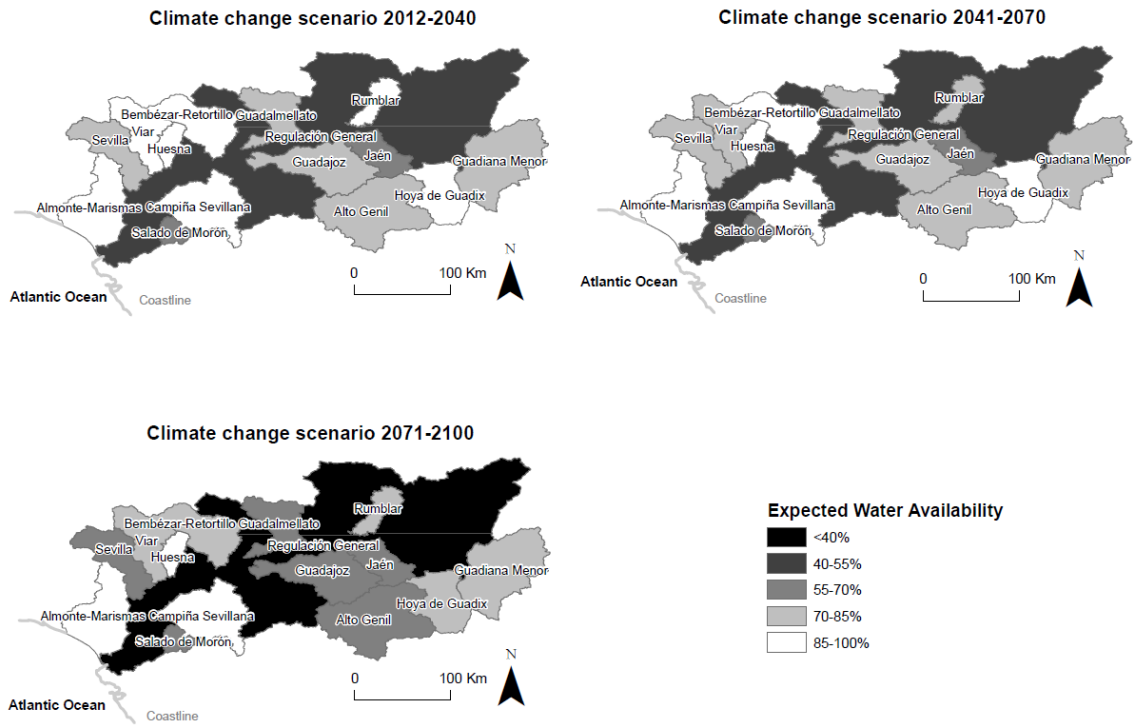 Climate change scenario 2012-2040
Rumblar
Bembézar-Retortillo Guadalmellato
Viar
Sevilla
Huesna
Regulación General
Jaén
Guadajoz
Guadiana Menor
Hoya de Guadix
Almonte-Marismas Campiña Sevillana
Alto Genil
Salado de Morón
N
0 100 Km
Atlantic Ocean
Coastline
Climate change scenario 2041-2070
Rumblar
Bembézar-Retortillo Guadalmellato
Viar
Sevilla
Huesna
Regulación General
Jaén
Guadajoz
Guadiana Menor
Hoya de Guadix
Almonte-Marismas Campiña Sevillana
Alto Genil
Salado de Morón
N
0 100 Km
Atlantic Ocean
Coastline
Climate change scenario 2071-2100
Rumblar
Bembézar-Retortillo Guadalmellato
Viar
Sevilla
Huesna
Regulación General
Jaén
Guadajoz
Guadiana Menor
Hoya de Guadix
Almonte-Marismas Campiña Sevillana
Alto Genil
Salado de Morón
N
0 100 Km
Atlantic Ocean
Coastline
Expected Water Availability
<40%
40-55%
55-70%
70-85%
85-100%